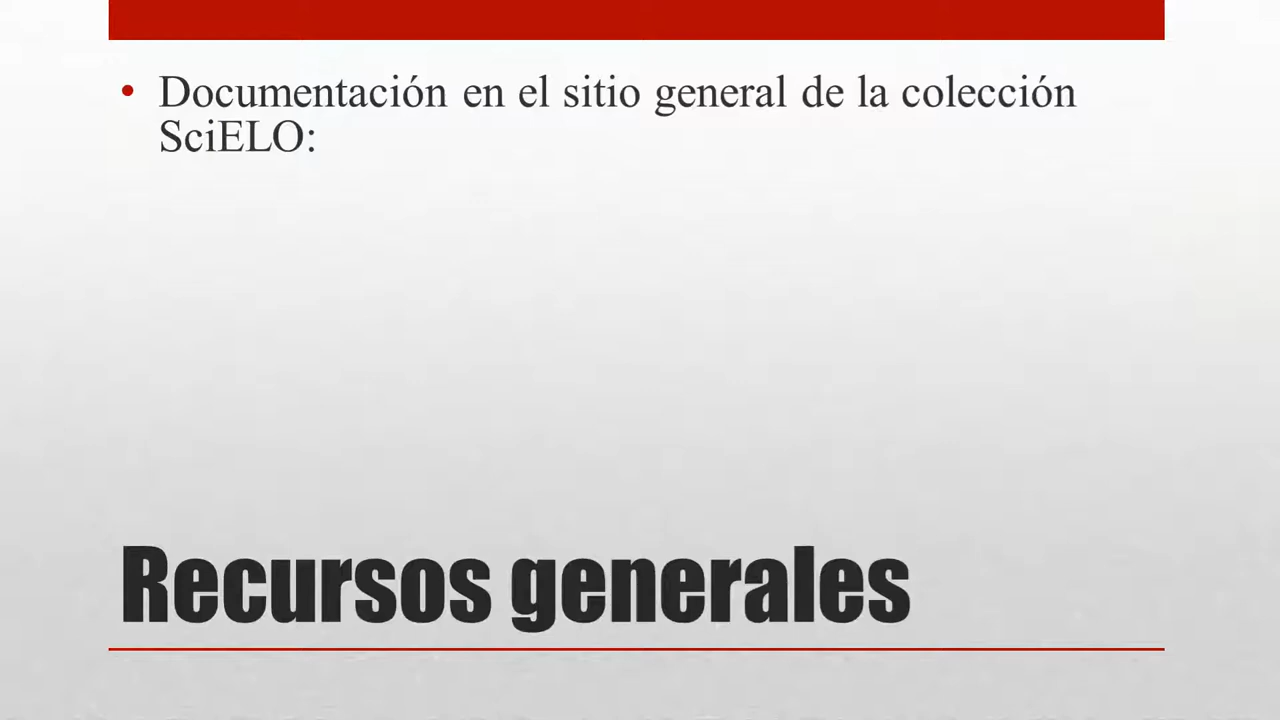 • Documentación en el sitio general de la colección
SciELO:
Recursos generales